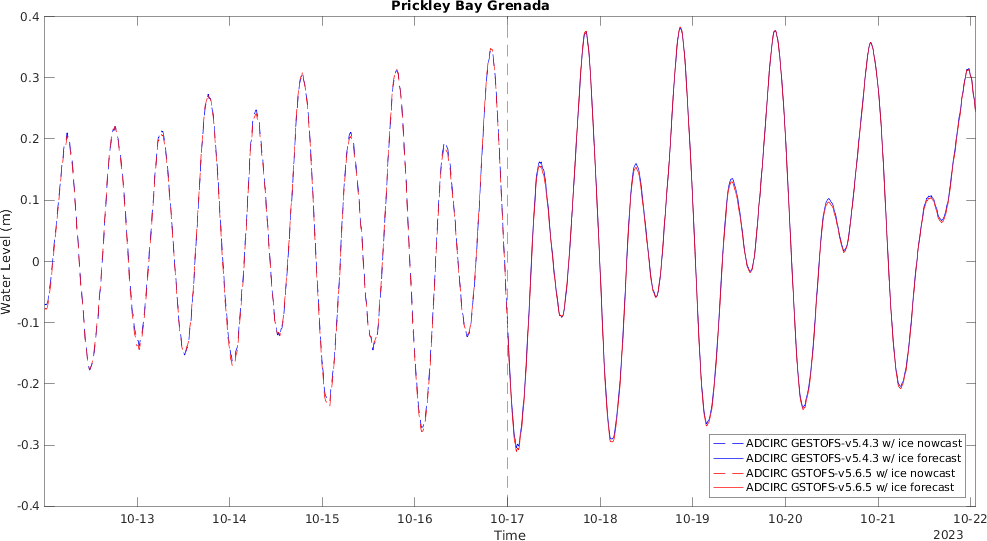 Prickley Bay Grenada
0.4
0.3
0.2
0.1
0
-0.1
-0.2
-0.3
-0.4
Water Level (m)
10-13
10-14
10-15
10-16
10-17
10-18
10-19
10-20
10-21
10-22
Time
2023
ADCIRC GESTOFS-v5.4.3 w/ ice nowcast
ADCIRC GESTOFS-v5.4.3 w/ ice forecast
ADCIRC GSTOFS-v5.6.5 w/ ice nowcast
ADCIRC GSTOFS-v5.6.5 w/ ice forecast